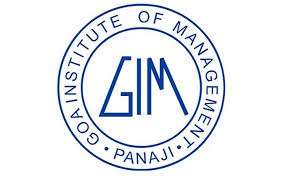 GOA INSTITUTE OF MANAGEMENT
GIM
• PANAJI •